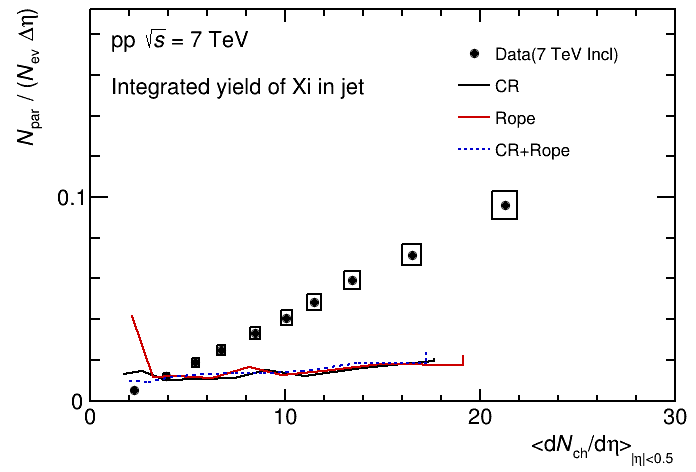 pp √s = 7 TeV
Integrated yield of Xi in jet
Data(7 TeV Incl)
CR
Rope
CR+Rope
N_par / (N_ev Δη)
0.1
0
0 10 20 30
<dN_ch/dη>_|η|<0.5